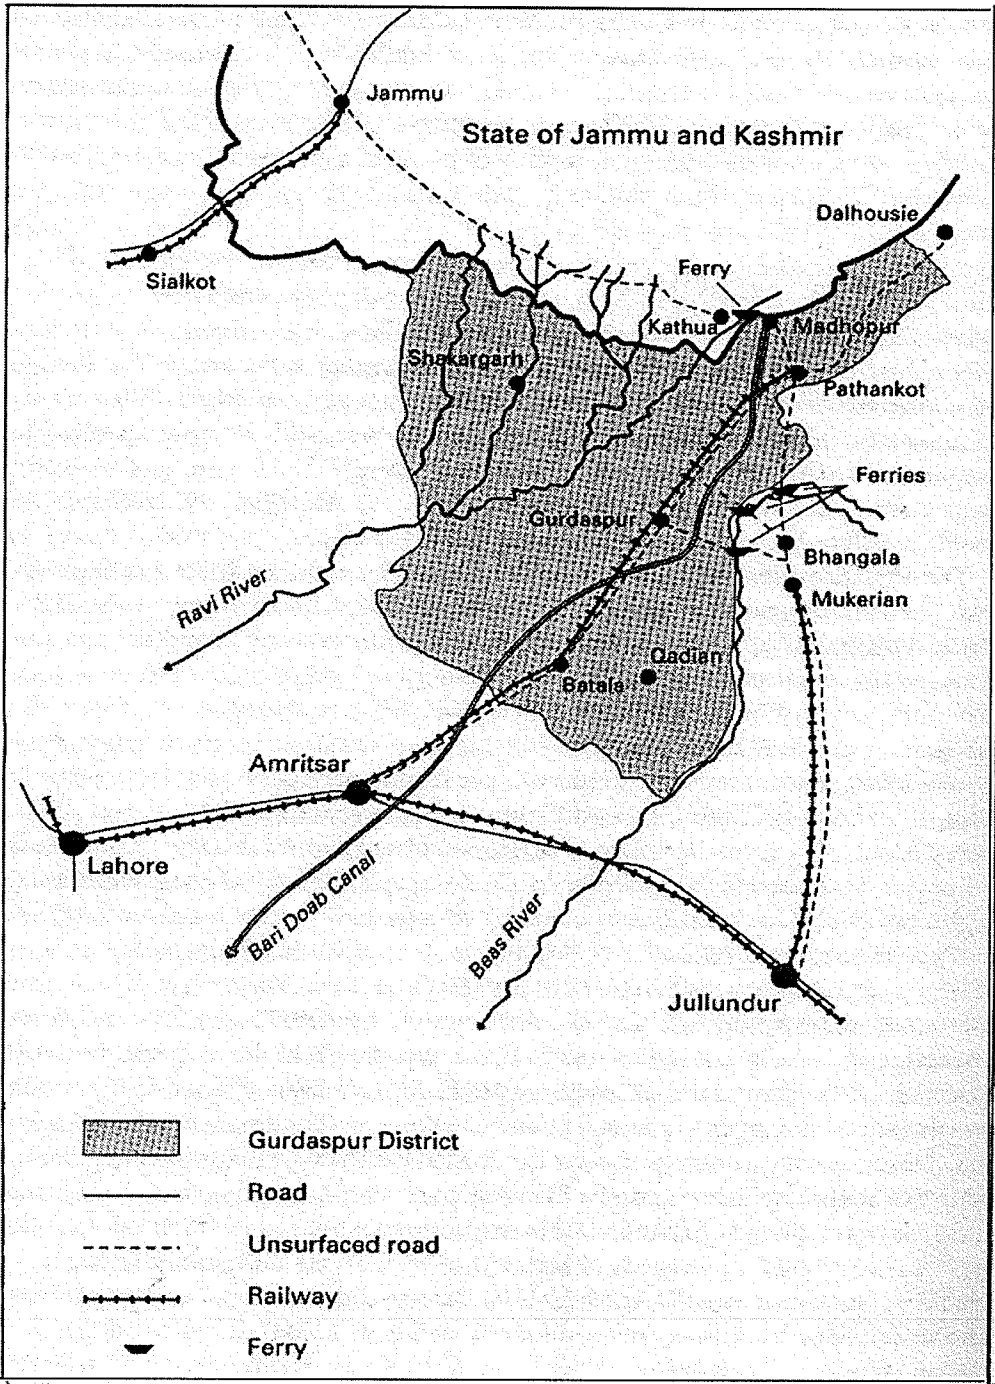 Jammu
State of Jammu and Kashmir
Dalhousie
Sialkot
Ferry
Kathua
Madhopur
Shakargarh
Pathankot
Ferries
Gurdaspur
Bhangala
Mukerian
Ravi River
Qadian
Batala
Amritsar
Lahore
Bari Doab Canal
Beas River
Jullundur
Gurdaspur District
Road
Unsurfaced road
Railway
Ferry